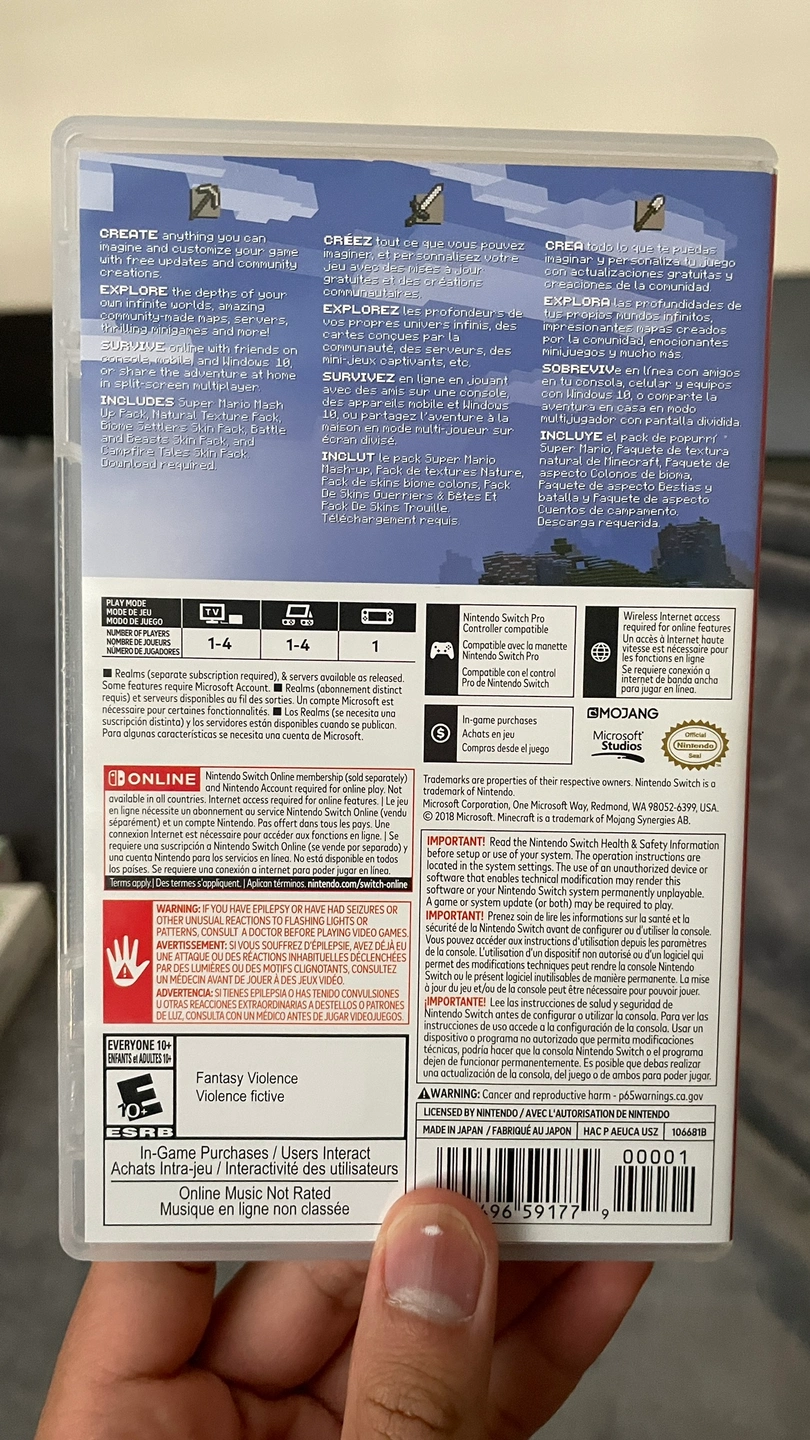 CREATE anything you can
imagine and customize your game
with free updates and community
creations.
EXPLORE the depths of your
own infinite worlds, amazing
community-made maps, servers,
thrilling minigames and more!
SURVIVE online with friends on
console, mobile, and Windows 10,
or share the adventure at home
in split-screen multiplayer.
INCLUDES Super Mario Mash
Up Pack, Natural Texture Pack,
Biome Settlers Skin Pack, Battle
and Beasts Skin Pack, and
Campfire Tales Skin Pack
Download required.
CRÉEZ tout ce que vous pouvez
imaginer, et personnalisez votre
jeu avec des mises à jour
gratuites et des créations
communautaires.
EXPLOREZ les profondeurs de
vos propres univers infinis, des
cartes conçues par la
communauté, des serveurs, des
mini-jeux captivants, etc.
SURVIVEZ en ligne en jouant
avec des amis sur une console,
des appareils mobile et Windows
10, ou partagez l'aventure à la
maison en mode multi-joueur sur
écran divisé.
INCLUT le pack Super Mario
Mash-up, Pack de textures Nature,
Pack de skins biome colons, Pack
De Skins Guerriers & Bêtes Et
Pack De Skins Trouille.
Téléchargement requis.
CREA todo lo que te puedas
imaginar y personaliza tu juego
con actualizaciones gratuitas y
creaciones de la comunidad.
EXPLORA las profundidades de
tus propios mundos infinitos,
impresionantes mapas creados
por la comunidad, emocionantes
minijuegos y mucho más.
SOBREVIVe en línea con amigos
en tu consola, celular y equipos
con Windows 10, o comparte la
aventura en casa en modo
multijugador con pantalla dividida.
INCLUYE el pack de popurrí
Super Mario, Paquete de textura
natural de Minecraft, Paquete de
aspecto Colonos de bioma,
Paquete de aspecto Bestias y
batalla y Paquete de aspecto
Cuentos de campamento.
Descarga requerida.
PLAY MODE
MODE DE JEU
MODO DE JUEGO
TV
NUMBER OF PLAYERS
NOMBRE DE JOUEURS
NÚMERO DE JUGADORES
1-4 1-4 1
■ Realms (separate subscription required), & servers available as released.
Some features require Microsoft Account. ■ Realms (abonnement distinct
requis) et serveurs disponibles au fil des sorties. Un compte Microsoft est
nécessaire pour certaines fonctionnalités. ■ Los Realms (se necesita una
suscripción distinta) y los servidores están disponibles cuando se publican.
Para algunas características se necesita una cuenta de Microsoft.
Nintendo Switch Pro
Controller compatible
Compatible avec la manette
Nintendo Switch Pro
Compatible con el control
Pro de Nintendo Switch
Wireless Internet access
required for online features
Un accès à Internet haute
vitesse est nécessaire pour
les fonctions en ligne
Se requiere conexión a
internet de banda ancha
para jugar en línea.
$
In-game purchases
Achats en jeu
Compros desde el juego
MOJANG
Microsoft
Studios
Official
Nintendo
Seal
ONLINE Nintendo Switch Online membership (sold separately)
and Nintendo Account required for online play. Not
available in all countries. Internet access required for online features. | Le jeu
en ligne nécessite un abonnement au service Nintendo Switch Online (vendu
séparément) et un compte Nintendo. Pas offert dans tous les pays. Une
connexion Internet est nécessaire pour accéder aux fonctions en ligne. | Se
requiere una suscripción a Nintendo Switch Online (se vende por separado) y
una cuenta Nintendo para los servicios en línea. No está disponible en todos
los países. Se requiere una conexión a internet para poder jugar en línea.
Terms apply. | Des termes s'appliquent. | Aplican términos. nintendo.com/switch-online
Trademarks are properties of their respective owners. Nintendo Switch is a
trademark of Nintendo.
Microsoft Corporation, One Microsoft Way, Redmond, WA 98052-6399, USA.
© 2018 Microsoft. Minecraft is a trademark of Mojang Synergies AB.
WARNING: IF YOU HAVE EPILEPSY OR HAVE HAD SEIZURES OR
OTHER UNUSUAL REACTIONS TO FLASHING LIGHTS OR
PATTERNS, CONSULT A DOCTOR BEFORE PLAYING VIDEO GAMES.
AVERTISSEMENT: SI VOUS SOUFFREZ D'ÉPILEPSIE, AVEZ DÉJÀ EU
UNE ATTAQUE OU DES RÉACTIONS INHABITUELLES DÉCLENCHÉES
PAR DES LUMIÈRES OU DES MOTIFS CLIGNOTANTS, CONSULTEZ
UN MÉDECIN AVANT DE JOUER À DES JEUX VIDÉO.
ADVERTENCIA: SI TIENES EPILEPSIA O HAS TENIDO CONVULSIONES
U OTRAS REACCIONES EXTRAORDINARIAS A DESTELLOS O PATRONES
DE LUZ, CONSULTA CON UN MÉDICO ANTES DE JUGAR VIDEOJUEGOS.
IMPORTANT! Read the Nintendo Switch Health & Safety Information
before setup or use of your system. The operation instructions are
located in the system settings. The use of an unauthorized device or
software that enables technical modification may render this
software or your Nintendo Switch system permanently unplayable.
A game or system update (or both) may be required to play.
IMPORTANT! Prenez soin de lire les informations sur la santé et la
sécurité de la Nintendo Switch avant de configurer ou d'utiliser la console.
Vous pouvez accéder aux instructions d'utilisation depuis les paramètres
de la console. L'utilisation d'un dispositif non autorisé ou d'un logiciel qui
permet des modifications techniques peut rendre la console Nintendo
Switch ou le présent logiciel inutilisables de manière permanente. La mise
à jour du jeu et/ou de la console peut être nécessaire pour pouvoir jouer.
¡IMPORTANTE! Lee las instrucciones de salud y seguridad de
Nintendo Switch antes de configurar o utilizar la consola. Para ver las
instrucciones de uso accede a la configuración de la consola. Usar un
dispositivo o programa no autorizado que permita modificaciones
técnicas, podría hacer que la consola Nintendo Switch o el programa
dejen de funcionar permanentemente. Es posible que debas realizar
una actualización de la consola, del juego o de ambos para poder jugar.
EVERYONE 10+
ENFANTS et ADULTES 10+
E
10+
ESRB
Fantasy Violence
Violence fictive
In-Game Purchases / Users Interact
Achats Intra-jeu / Interactivité des utilisateurs
Online Music Not Rated
Musique en ligne non classée
WARNING: Cancer and reproductive harm - p65warnings.ca.gov
LICENSED BY NINTENDO / AVEC L'AUTORISATION DE NINTENDO
MADE IN JAPAN / FABRIQUÉ AU JAPON HAC P AEUCA USZ 106681B
00001
496 59177 9